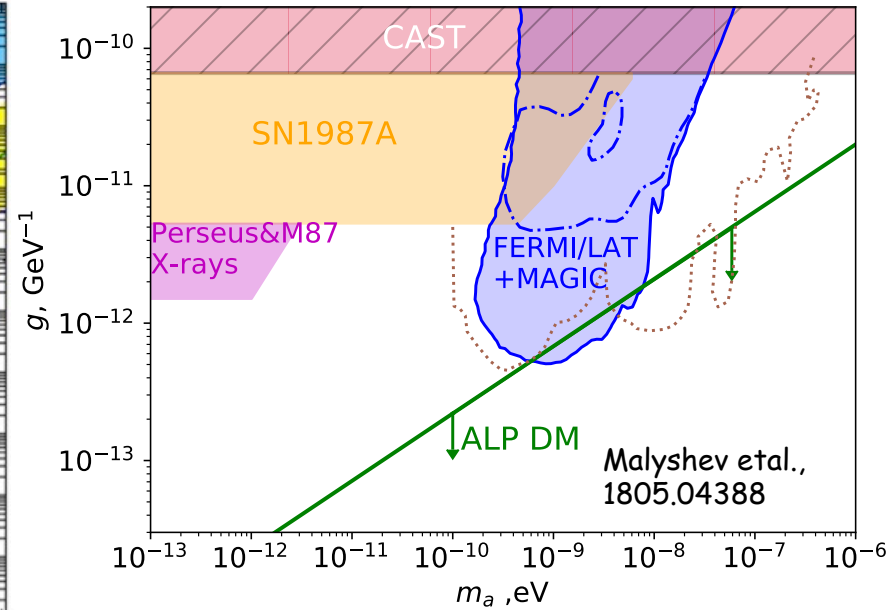 CAST
SN1987A
Perseus&M87
X-rays
FERMI/LAT
+MAGIC
ALP DM
Malyshev etal.,
1805.04388
10⁻¹⁰
10⁻¹¹
10⁻¹²
10⁻¹³
g, GeV⁻¹
10⁻¹³ 10⁻¹² 10⁻¹¹ 10⁻¹⁰ 10⁻⁹ 10⁻⁸ 10⁻⁷ 10⁻⁶
mₐ ,eV